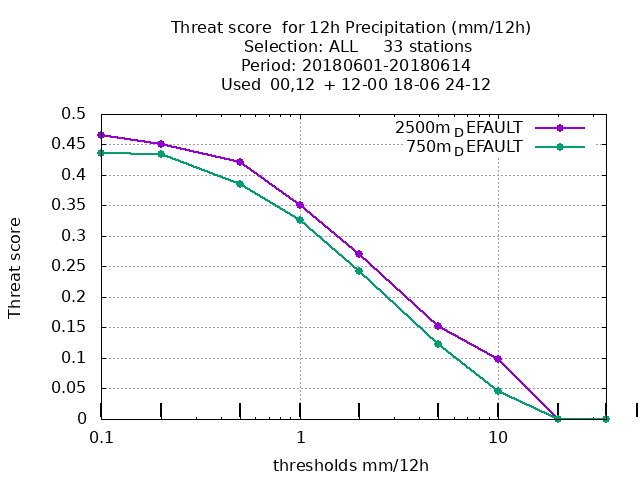 Threat score  for 12h Precipitation (mm/12h)
Selection: ALL     33 stations
Period: 20180601-20180614
Used  00,12  + 12-00 18-06 24-12
2500m_DEFAULT
750m_DEFAULT
0.5
0.45
0.4
0.35
0.3
0.25
0.2
0.15
0.1
0.05
0
Threat score
0.1 1 10
thresholds mm/12h